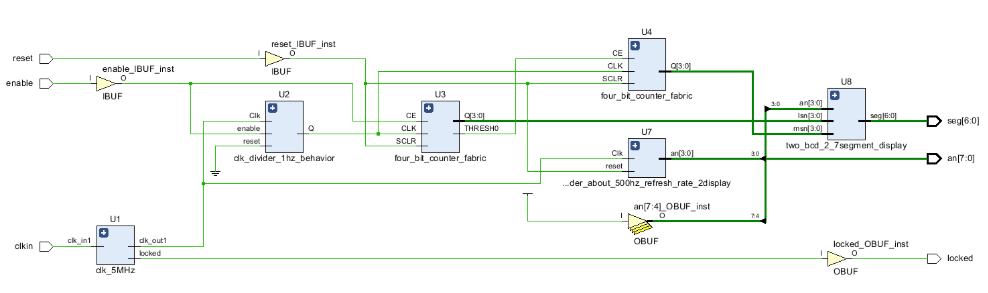 U4
reset
I
reset_IBUF_inst
O
IBUF
CE
CLK
SCLR
Q[3:0]
four_bit_counter_fabric
U8
enable
I
enable_IBUF_inst
O
IBUF
U2
Clk
enable
reset
Q
clk_divider_1hz_behavior
U3
CE
CLK
SCLR
Q[3:0]
THRESH0
four_bit_counter_fabric
3:0
an[3:0]
lsn[3:0]
msn[3:0]
seg[6:0]
two_bcd_2_7segment_display
seg[6:0]
U7
Clk
reset
an[3:0]
...der_about_500hz_refresh_rate_2display
3:0
an[7:0]
an[7:4]_OBUF_inst
I
O
OBUF
7:4
U1
clkin
clk_in1
clk_out1
locked
clk_5MHz
locked_OBUF_inst
I
O
OBUF
locked